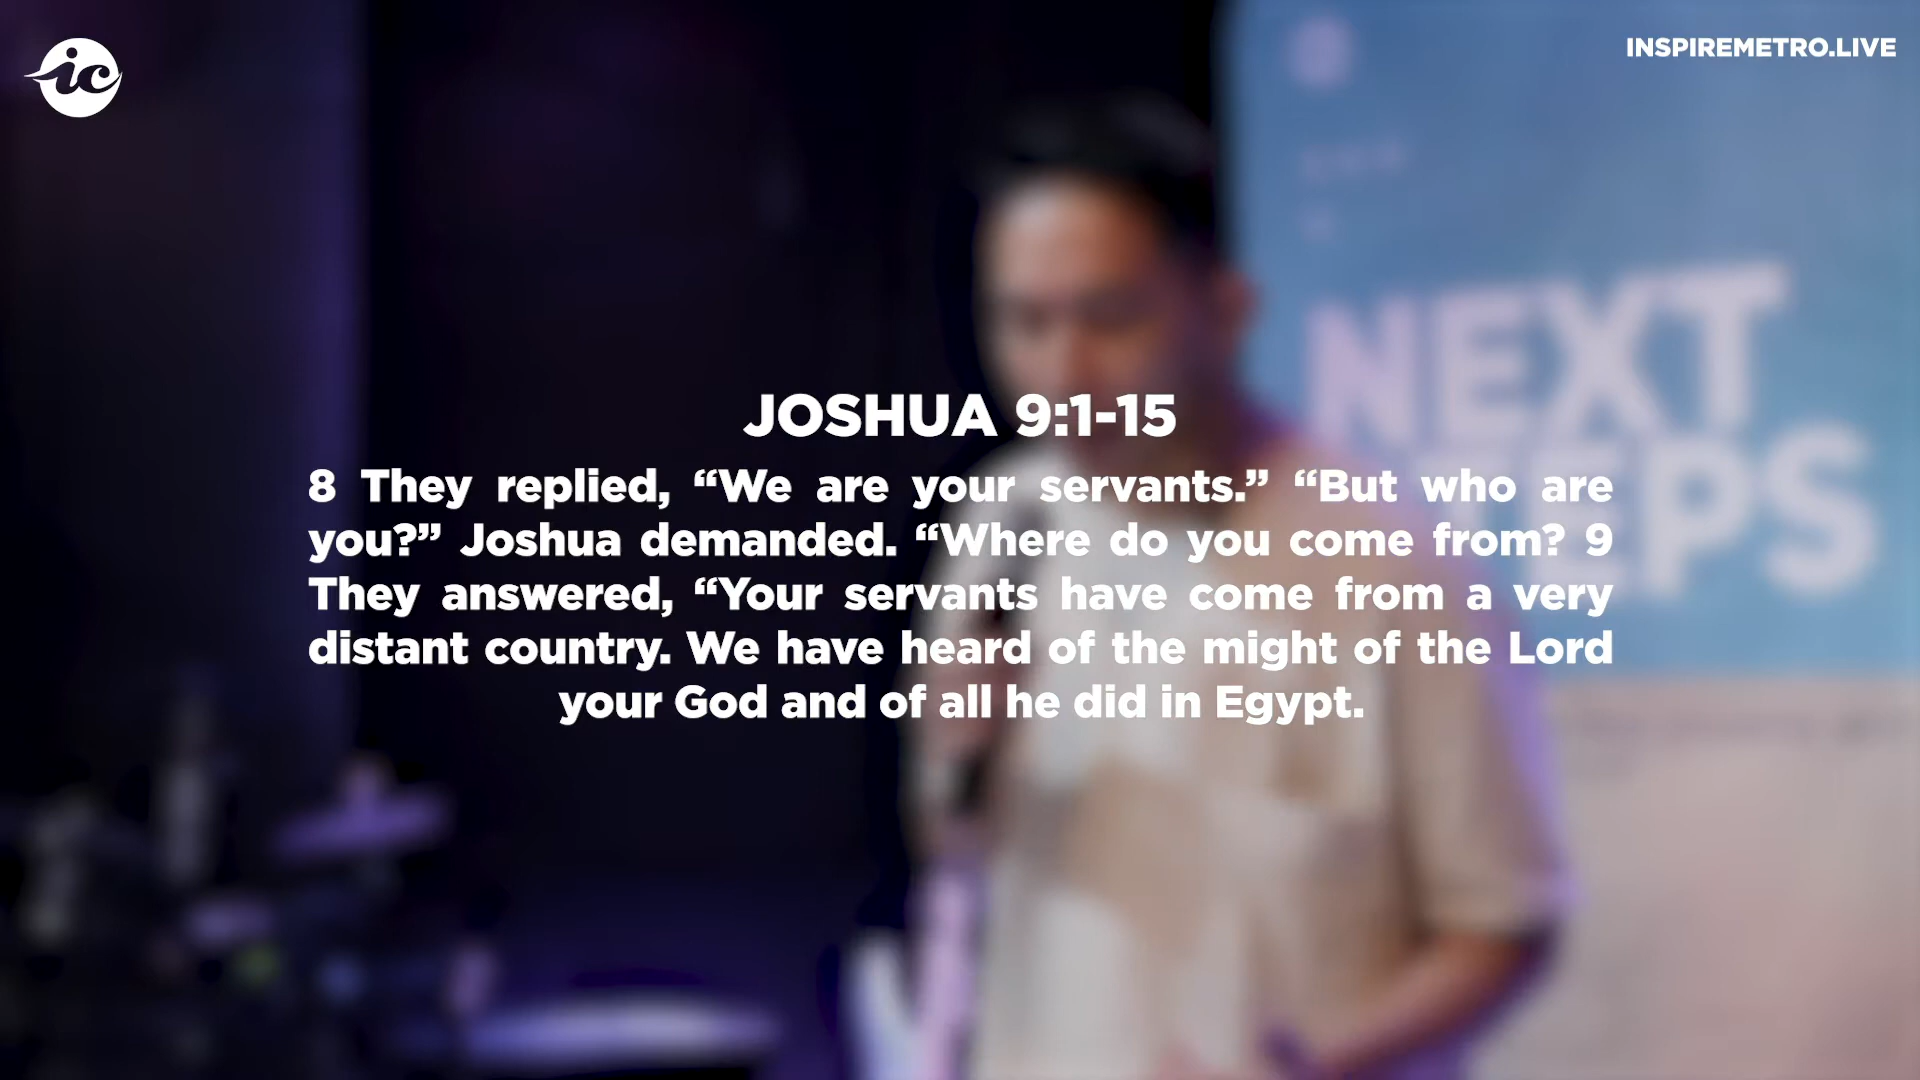 ic
INSPIREMETRO.LIVE
NEXT
JOSHUA 9:1-15
8 They replied, “We are your servants.” “But who are
you?” Joshua demanded. “Where do you come from? 9
They answered, “Your servants have come from a very
distant country. We have heard of the might of the Lord
your God and of all he did in Egypt.